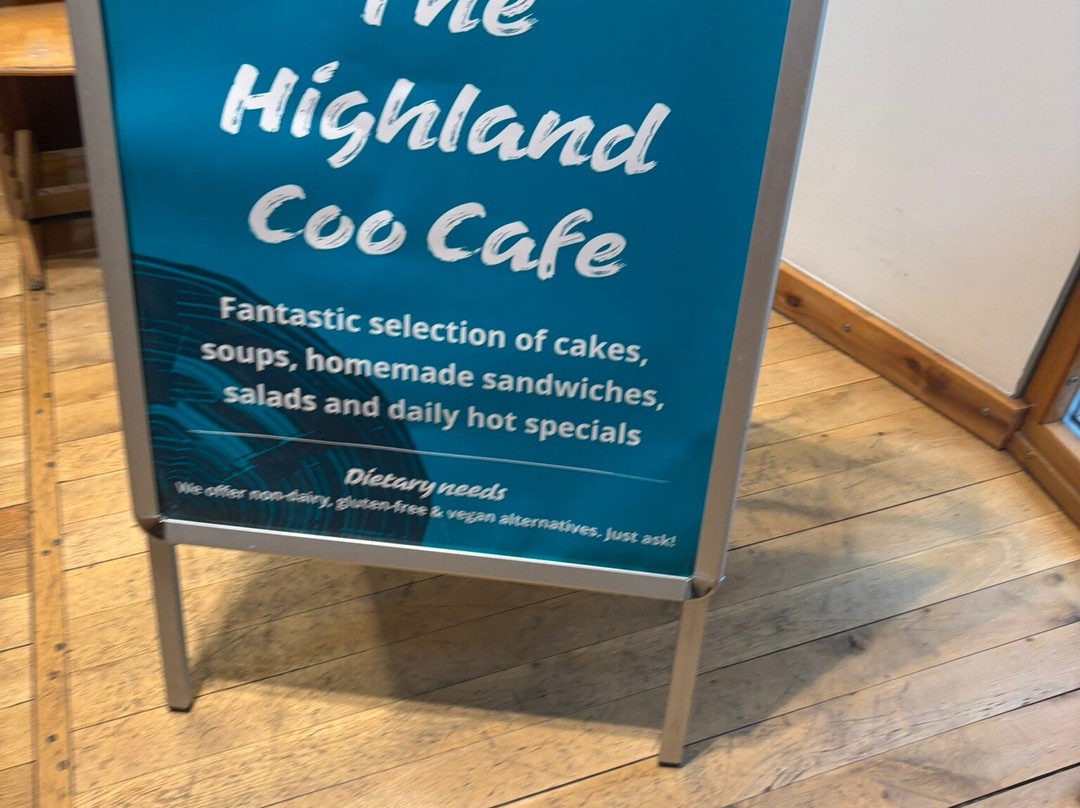 The
Highland
Coo Cafe
Fantastic selection of cakes,
soups, homemade sandwiches,
salads and daily hot specials
Dietary needs
We offer non-dairy, gluten-free & vegan alternatives. Just ask!